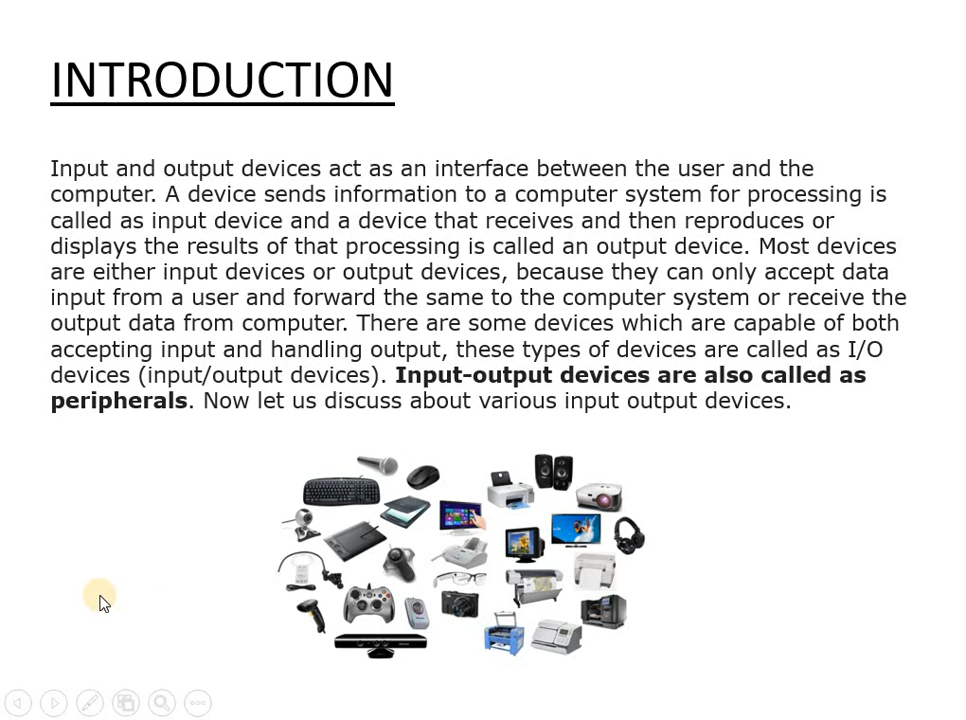 INTRODUCTION
Input and output devices act as an interface between the user and the
computer. A device sends information to a computer system for processing is
called as input device and a device that receives and then reproduces or
displays the results of that processing is called an output device. Most devices
are either input devices or output devices, because they can only accept data
input from a user and forward the same to the computer system or receive the
output data from computer. There are some devices which are capable of both
accepting input and handling output, these types of devices are called as I/O
devices (input/output devices). Input-output devices are also called as
peripherals. Now let us discuss about various input output devices.